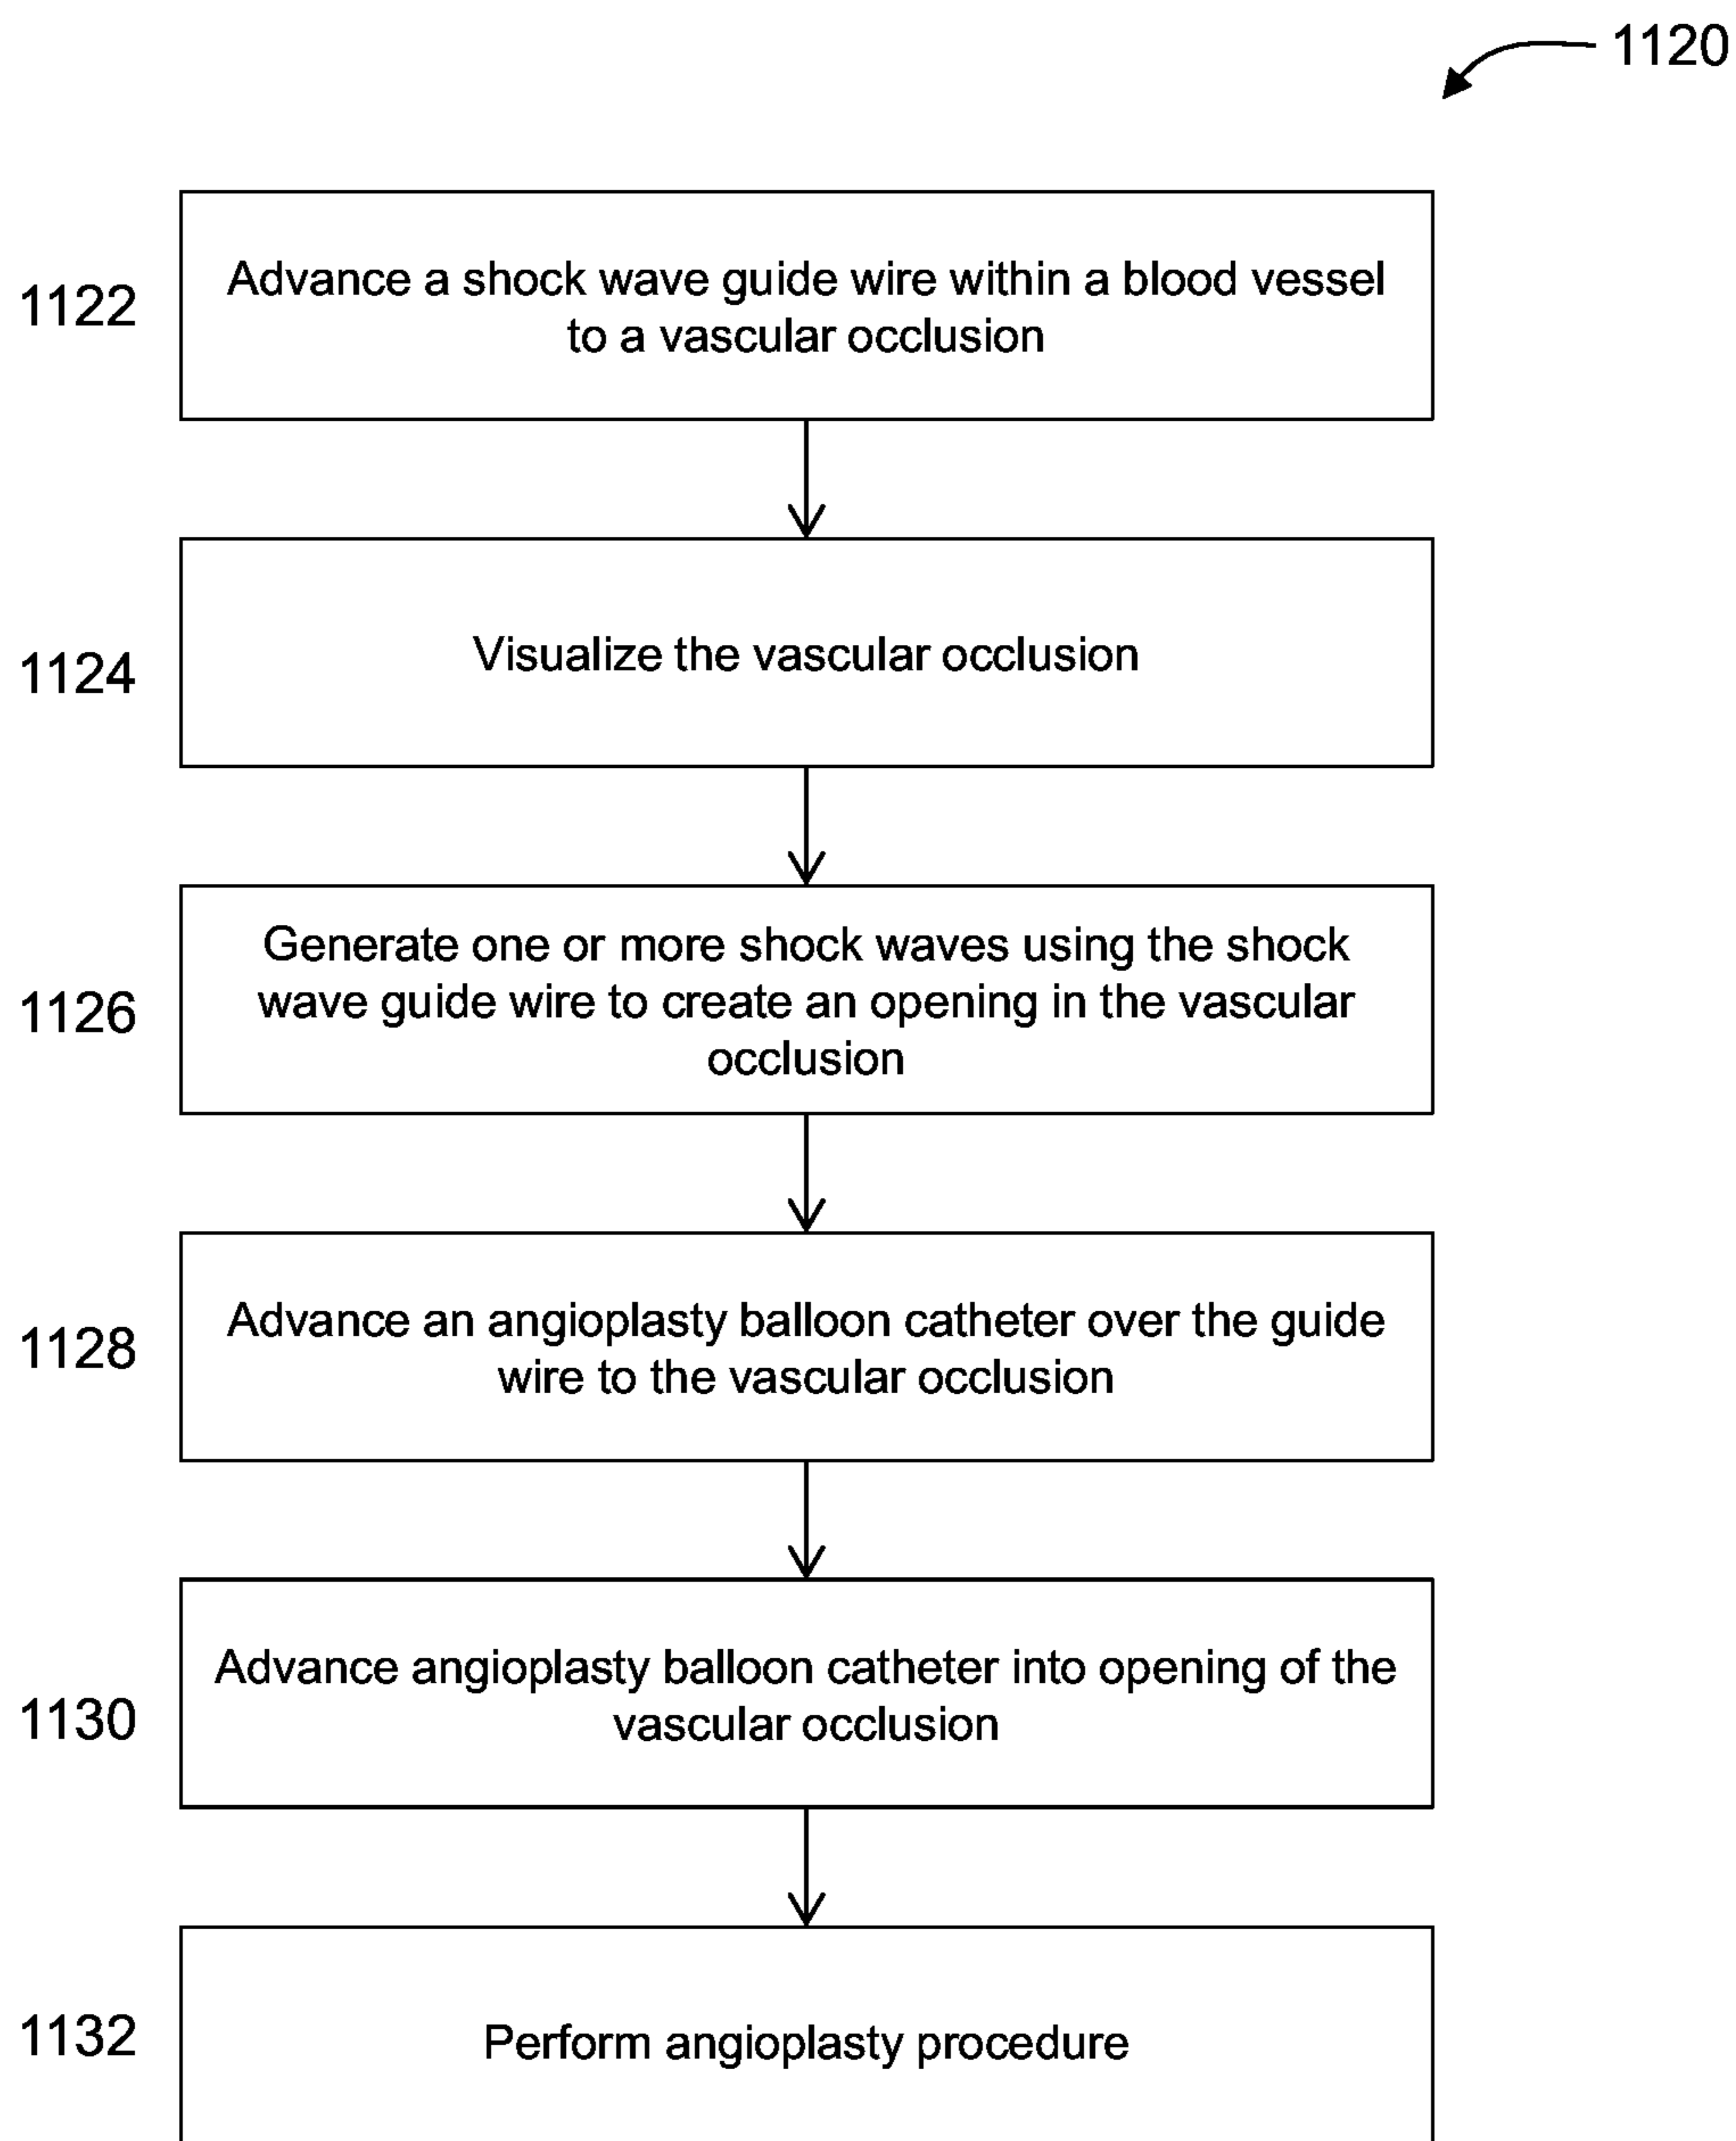 1120
1122
Advance a shock wave guide wire within a blood vessel
to a vascular occlusion
1124
Visualize the vascular occlusion
1126
Generate one or more shock waves using the shock
wave guide wire to create an opening in the vascular
occlusion
1128
Advance an angioplasty balloon catheter over the guide
wire to the vascular occlusion
1130
Advance angioplasty balloon catheter into opening of the
vascular occlusion
1132
Perform angioplasty procedure